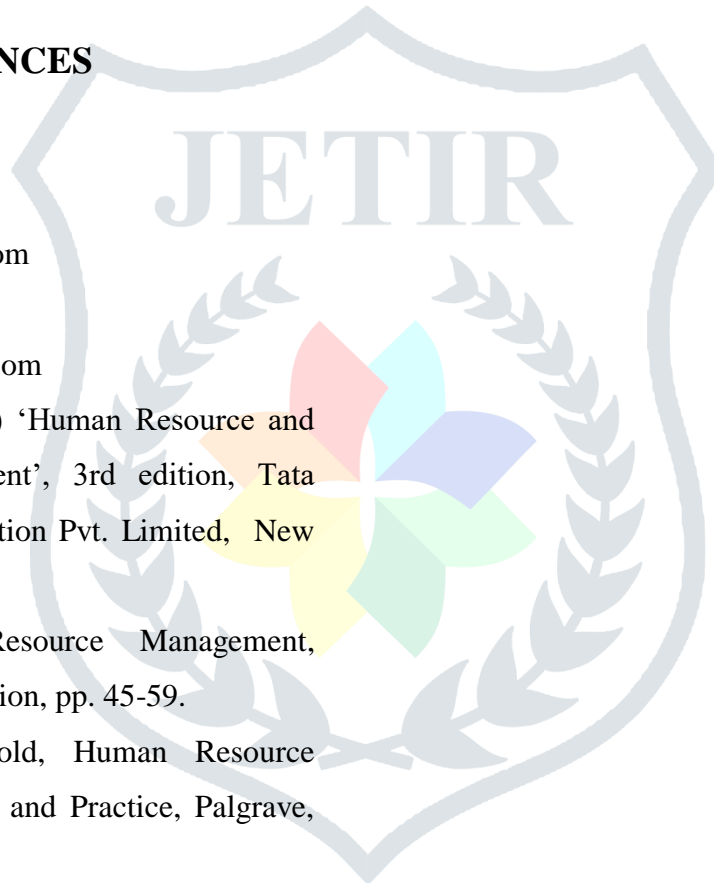 NCES
JETIR
om
om
) ‘Human Resource and
ent’, 3rd edition, Tata
tion Pvt. Limited, New
Resource Management,
ion, pp. 45-59.
old, Human Resource
and Practice, Palgrave,